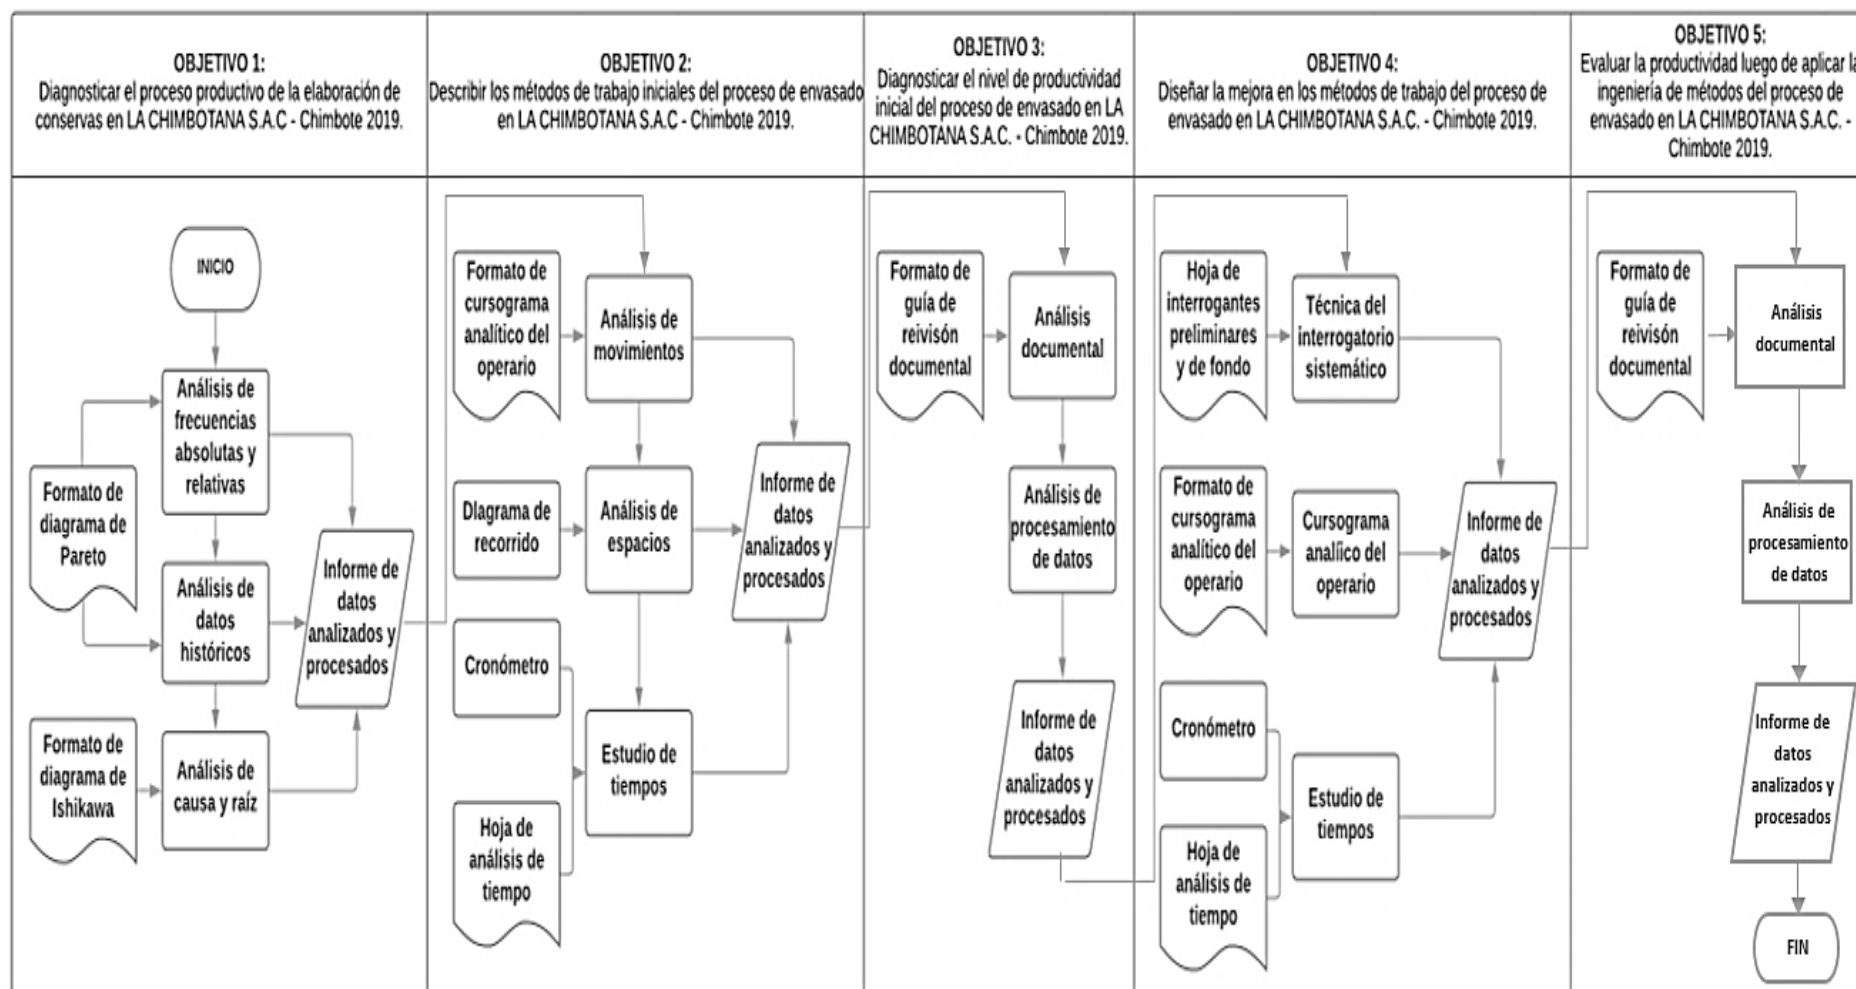 OBJETIVO 1:
Diagnosticar el proceso productivo de la elaboración de
conservas en LA CHIMBOTANA S.A.C - Chimbote 2019.
OBJETIVO 2:
Describir los métodos de trabajo iniciales del proceso de envasado
en LA CHIMBOTANA S.A.C - Chimbote 2019.
OBJETIVO 3:
Diagnosticar el nivel de productividad
inicial del proceso de envasado en LA
CHIMBOTANA S.A.C. - Chimbote 2019.
OBJETIVO 4:
Diseñar la mejora en los métodos de trabajo del proceso de
envasado en LA CHIMBOTANA S.A.C. - Chimbote 2019.
OBJETIVO 5:
Evaluar la productividad luego de aplicar la
ingeniería de métodos del proceso de
envasado en LA CHIMBOTANA S.A.C. -
Chimbote 2019.
INICIO
Análisis de
frecuencias
absolutas y
relativas
Formato de
diagrama de
Pareto
Análisis de
datos
históricos
Informe de
datos
analizados y
procesados
Formato de
diagrama de
Ishikawa
Análisis de
causa y raíz
Formato de
cursograma
analítico del
operario
Análisis de
movimientos
DIagrama de
recorrido
Análisis de
espacios
Informe de
datos
analizados y
procesados
Cronómetro
Estudio de
tiempos
Hoja de
análisis de
tiempo
Formato de
guía de
reivisón
documental
Análisis
documental
Análisis de
procesamiento
de datos
Informe de
datos
analizados y
procesados
Hoja de
interrogantes
preliminares
y de fondo
Técnica del
interrogatorio
sistemático
Formato de
cursograma
analítico del
operario
Cursograma
analíico del
operario
Informe de
datos
analizados y
procesados
Cronómetro
Estudio de
tiempos
Hoja de
análisis de
tiempo
Formato de
guía de
reivisón
documental
Análisis
documental
Análisis de
procesamiento
de datos
Informe de
datos
analizados y
procesados
FIN